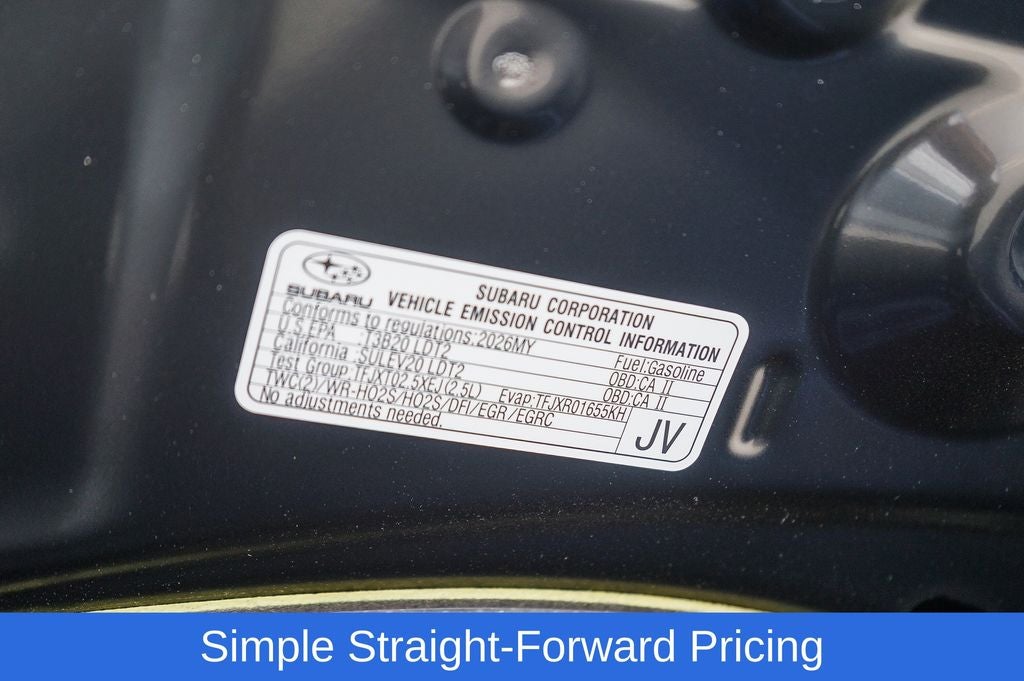 SUBARU
SUBARU CORPORATION
VEHICLE EMISSION CONTROL INFORMATION
Conforms to regulations:2026MY Fuel:Gasoline
U.S.EPA T3B20 LDT2 OBD:CA II
California SULEV20 LDT2 OBD:CA II
Test Group:TFJXT02.5XEJ(2.5L) Evap:TFJXR01655KH
TWC(2)/WR-HO2S/HO2S/DFI/EGR/EGRC
No adjustments needed.
JV
Simple Straight-Forward Pricing